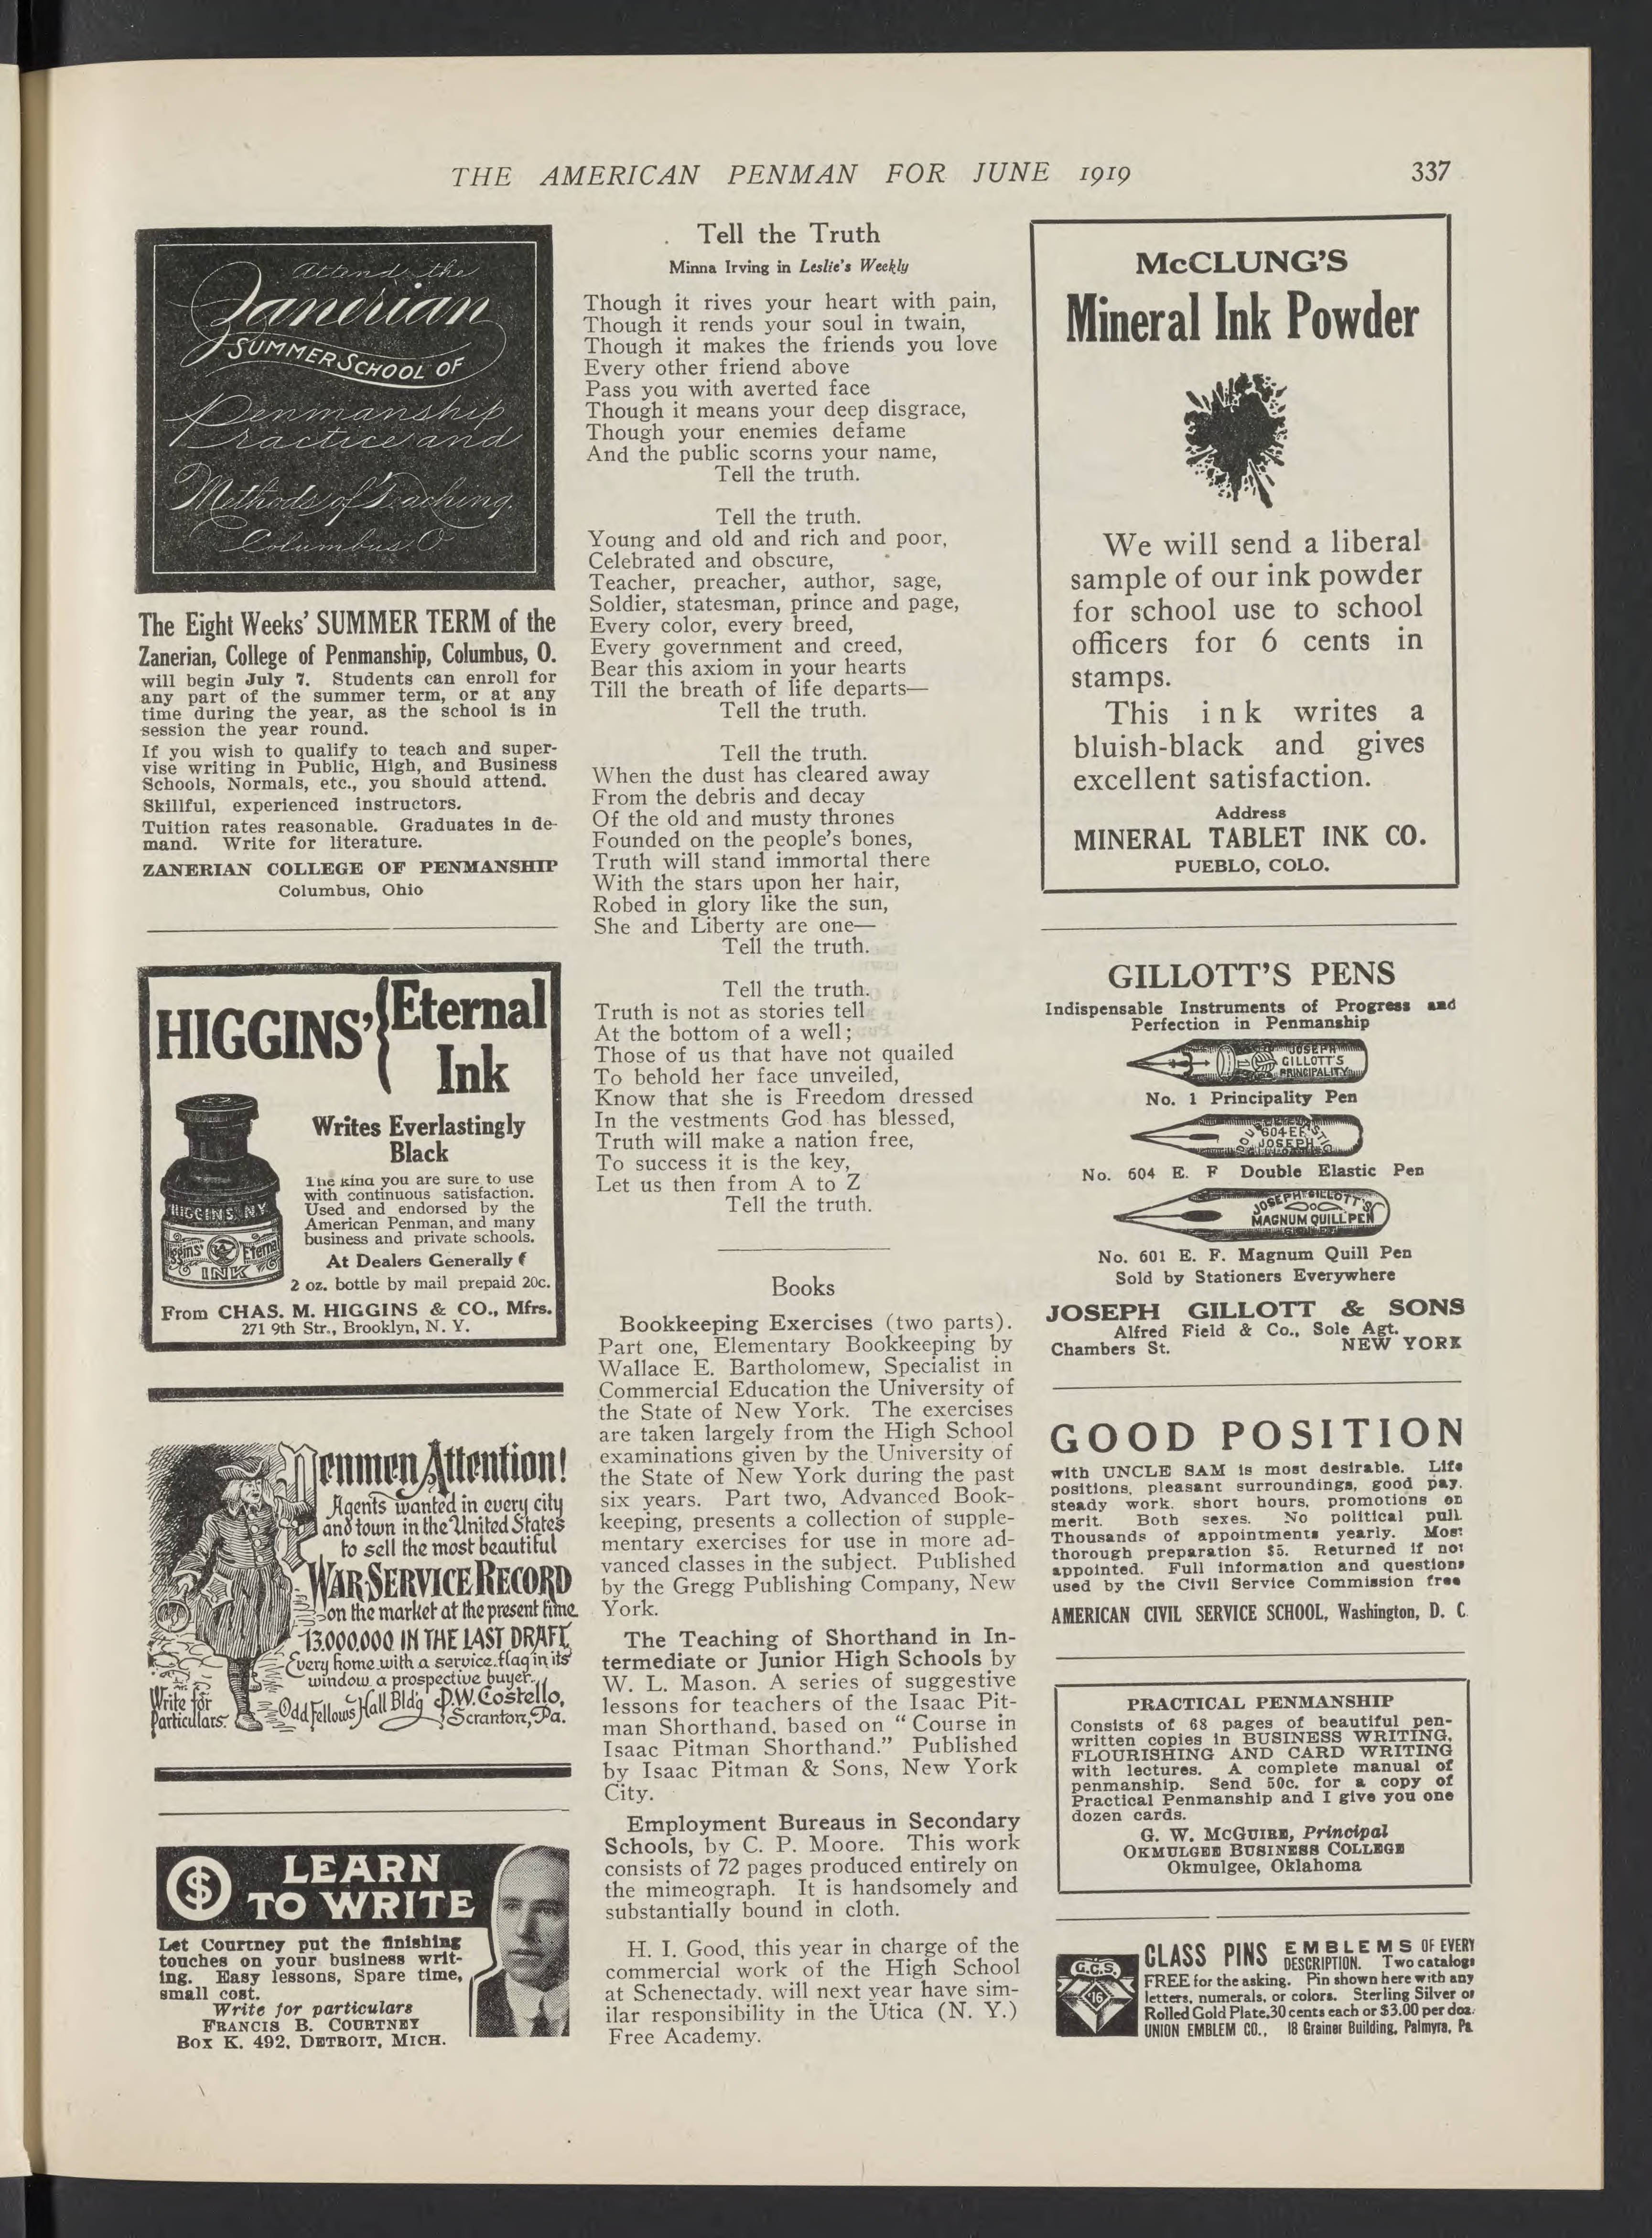 THE AMERICAN PENMAN FOR JUNE 1919
337
Attend the
Zanerian
SUMMER SCHOOL OF
Penmanship
Practice and
Methods of Teaching.
Columbus. O
The Eight Weeks' SUMMER TERM of the
Zanerian, College of Penmanship, Columbus, O.
will begin July 7. Students can enroll for
any part of the summer term, or at any
time during the year, as the school is in
session the year round.
If you wish to qualify to teach and super-
vise writing in Public, High, and Business
Schools, Normals, etc., you should attend.
Skillful, experienced instructors.
Tuition rates reasonable. Graduates in de-
mand. Write for literature.
ZANERIAN COLLEGE OF PENMANSHIP
Columbus, Ohio
HIGGINS' Eternal
Ink
Writes Everlastingly
Black
The kind you are sure to use
with continuous satisfaction.
Used and endorsed by the
American Penman, and many
business and private schools.
At Dealers Generally
2 oz. bottle by mail prepaid 20c.
HIGGINS, N.Y.
Higgins' Eternal
INK
From CHAS. M. HIGGINS & CO., Mfrs.
271 9th Str., Brooklyn, N. Y.
Penmen Attention!
Agents wanted in every city
and town in the United States
to sell the most beautiful
WAR SERVICE RECORD
on the market at the present time.
13,000,000 IN THE LAST DRAFT
Every home with a service flag in its
window a prospective buyer.
Write for
Particulars.
Odd Fellows Hall Bldg P.W. Costello,
Scranton, Pa.
$ LEARN
TO WRITE
Let Courtney put the finishing
touches on your business writ-
ing. Easy lessons, Spare time,
small cost.
Write for particulars
FRANCIS B. COURTNEY
BOX K. 492, DETROIT, MICH.
Tell the Truth
Minna Irving in Leslie's Weekly
Though it rives your heart with pain,
Though it rends your soul in twain,
Though it makes the friends you love
Every other friend above
Pass you with averted face
Though it means your deep disgrace,
Though your enemies defame
And the public scorns your name,
Tell the truth.
Tell the truth.
Young and old and rich and poor,
Celebrated and obscure,
Teacher, preacher, author, sage,
Soldier, statesman, prince and page,
Every color, every breed,
Every government and creed,
Bear this axiom in your hearts
Till the breath of life departs—
Tell the truth.
Tell the truth.
When the dust has cleared away
From the debris and decay
Of the old and musty thrones
Founded on the people's bones,
Truth will stand immortal there
With the stars upon her hair,
Robed in glory like the sun,
She and Liberty are one—
Tell the truth.
Tell the truth.
Truth is not as stories tell
At the bottom of a well;
Those of us that have not quailed
To behold her face unveiled,
Know that she is Freedom dressed
In the vestments God has blessed,
Truth will make a nation free,
To success it is the key,
Let us then from A to Z
Tell the truth.
Books
Bookkeeping Exercises (two parts).
Part one, Elementary Bookkeeping by
Wallace E. Bartholomew, Specialist in
Commercial Education the University of
the State of New York. The exercises
are taken largely from the High School
examinations given by the University of
the State of New York during the past
six years. Part two, Advanced Book-
keeping, presents a collection of supple-
mentary exercises for use in more ad-
vanced classes in the subject. Published
by the Gregg Publishing Company, New
York.
The Teaching of Shorthand in In-
termediate or Junior High Schools by
W. L. Mason. A series of suggestive
lessons for teachers of the Isaac Pit-
man Shorthand, based on "Course in
Isaac Pitman Shorthand." Published
by Isaac Pitman & Sons, New York
City.
Employment Bureaus in Secondary
Schools, by C. P. Moore. This work
consists of 72 pages produced entirely on
the mimeograph. It is handsomely and
substantially bound in cloth.
H. I. Good, this year in charge of the
commercial work of the High School
at Schenectady, will next year have sim-
ilar responsibility in the Utica (N. Y.)
Free Academy.
McCLUNG'S
Mineral Ink Powder
We will send a liberal
sample of our ink powder
for school use to school
officers for 6 cents in
stamps.
This ink writes a
bluish-black and gives
excellent satisfaction.
Address
MINERAL TABLET INK CO.
PUEBLO, COLO.
GILLOTT'S PENS
Indispensable Instruments of Progress and
Perfection in Penmanship
JOSEPH
GILLOTT'S
PRINCIPALITY
No. 1 Principality Pen
604 E.F.
JOSEPH
No. 604 E. F Double Elastic Pen
JOSEPH GILLOTT'S
MAGNUM QUILL PEN
No. 601 E. F. Magnum Quill Pen
Sold by Stationers Everywhere
JOSEPH GILLOTT & SONS
Alfred Field & Co., Sole Agt.
Chambers St. NEW YORK
GOOD POSITION
with UNCLE SAM is most desirable. Life
positions, pleasant surroundings, good pay,
steady work, short hours, promotions on
merit. Both sexes. No political pull.
Thousands of appointments yearly. Most
thorough preparation $5. Returned if not
appointed. Full information and questions
used by the Civil Service Commission free
AMERICAN CIVIL SERVICE SCHOOL, Washington, D. C.
PRACTICAL PENMANSHIP
Consists of 68 pages of beautiful pen-
written copies in BUSINESS WRITING,
FLOURISHING AND CARD WRITING
with lectures. A complete manual of
penmanship. Send 50c. for a copy of
Practical Penmanship and I give you one
dozen cards.
G. W. MCGUIRE, Principal
OKMULGEE BUSINESS COLLEGE
Okmulgee, Oklahoma
G.C.S.
'16
CLASS PINS EMBLEMS OF EVERY
DESCRIPTION. Two catalogs
FREE for the asking. Pin shown here with any
letters, numerals, or colors. Sterling Silver or
Rolled Gold Plate, 30 cents each or $3.00 per doz.
UNION EMBLEM CO., 18 Grainer Building, Palmyra, Pa.